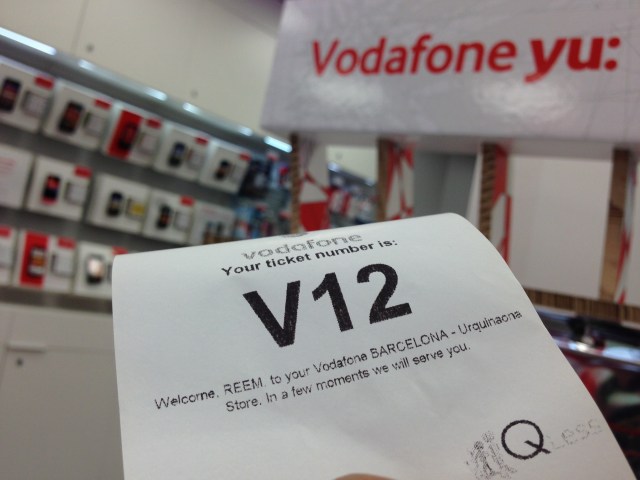 Vodafone yu:
vodafone
Your ticket number is:
V12
Welcome, REEM, to your Vodafone BARCELONA - Urquinaona
Store. In a few moments we will serve you.
QLess